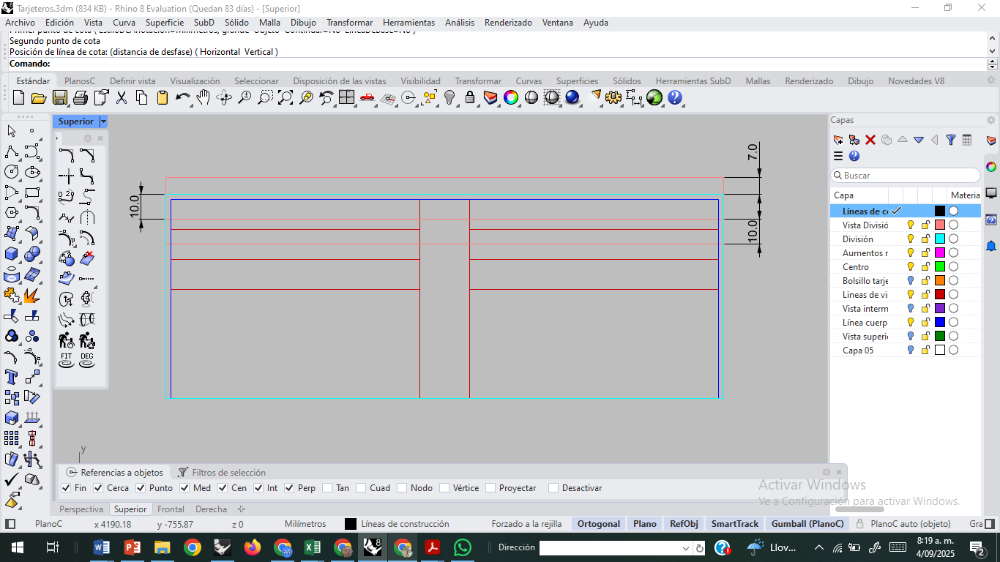 Tarjeteros.3dm (834 KB) - Rhino 8 Evaluation (Quedan 83 días) - [Superior]
Archivo Edición Vista Curva Superficie SubD Sólido Malla Dibujo Transformar Herramientas Análisis Renderizado Ventana Ayuda
Segundo punto de cota
Posición de línea de cota: (distancia de desfase) ( Horizontal Vertical )
Comando:
Estándar PlanosC Definir vista Visualización Seleccionar Disposición de las vistas Visibilidad Transformar Curvas Superficies Sólidos Herramientas SubD Mallas Renderizado Dibujo Novedades V8
Superior
Capas
Buscar
Capa Materia
Líneas de c
Vista Divisió
División
Aumentos r
Centro
Bolsillo tarje
Lineas de vi
Vista interm
Línea cuerp
Vista superi
Capa 05
7.0
10.0
10.0
FIT DEG
y
Referencias a objetos Filtros de selección
Fin Cerca Punto Med Cen Int Perp Tan Cuad Nodo Vértice Proyectar Desactivar
Activar Windows
Ve a Configuración para activar Windows.
Perspectiva Superior Frontal Derecha
PlanoC x 4190.18 y -755.87 z 0 Milímetros Líneas de construcción Forzado a la rejilla Ortogonal Plano RefObj SmartTrack Gumball (PlanoC) PlanoC auto (objeto) Gra
Dirección Llov... 8:19 a. m.
4/09/2025
2